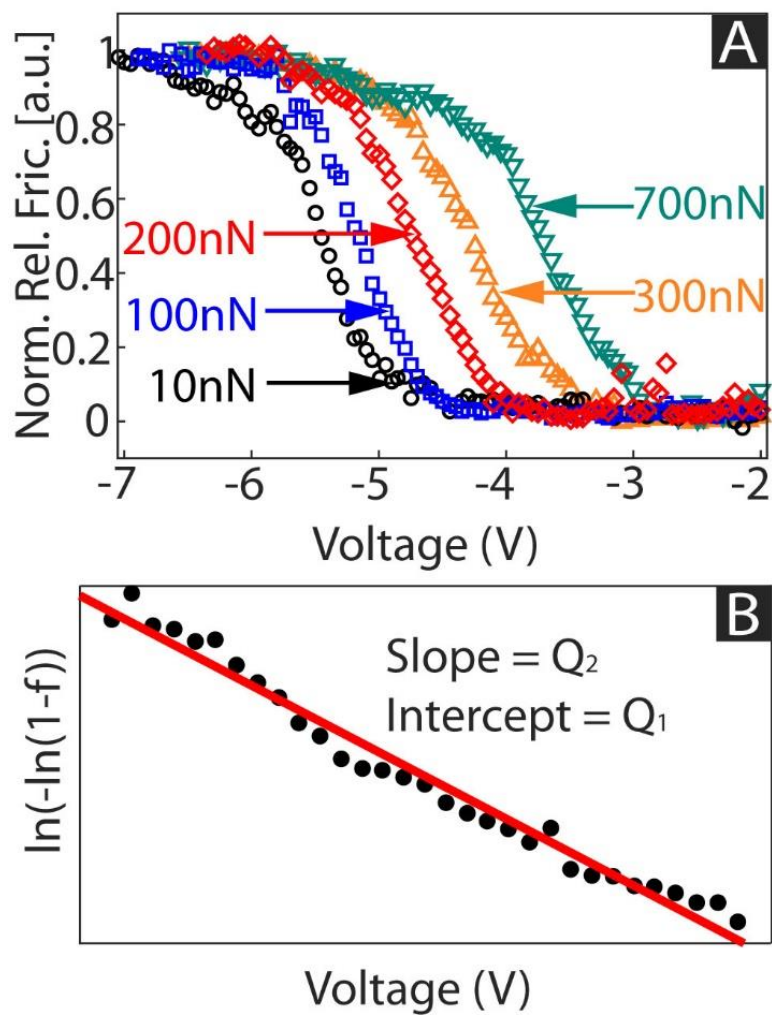 A
Norm. Rel. Fric. [a.u.]
1
0.8
0.6
0.4
0.2
0
200nN
100nN
10nN
700nN
300nN
-7 -6 -5 -4 -3 -2
Voltage (V)
B
ln(-ln(1-f))
Slope = Q₂
Intercept = Q₁
Voltage (V)